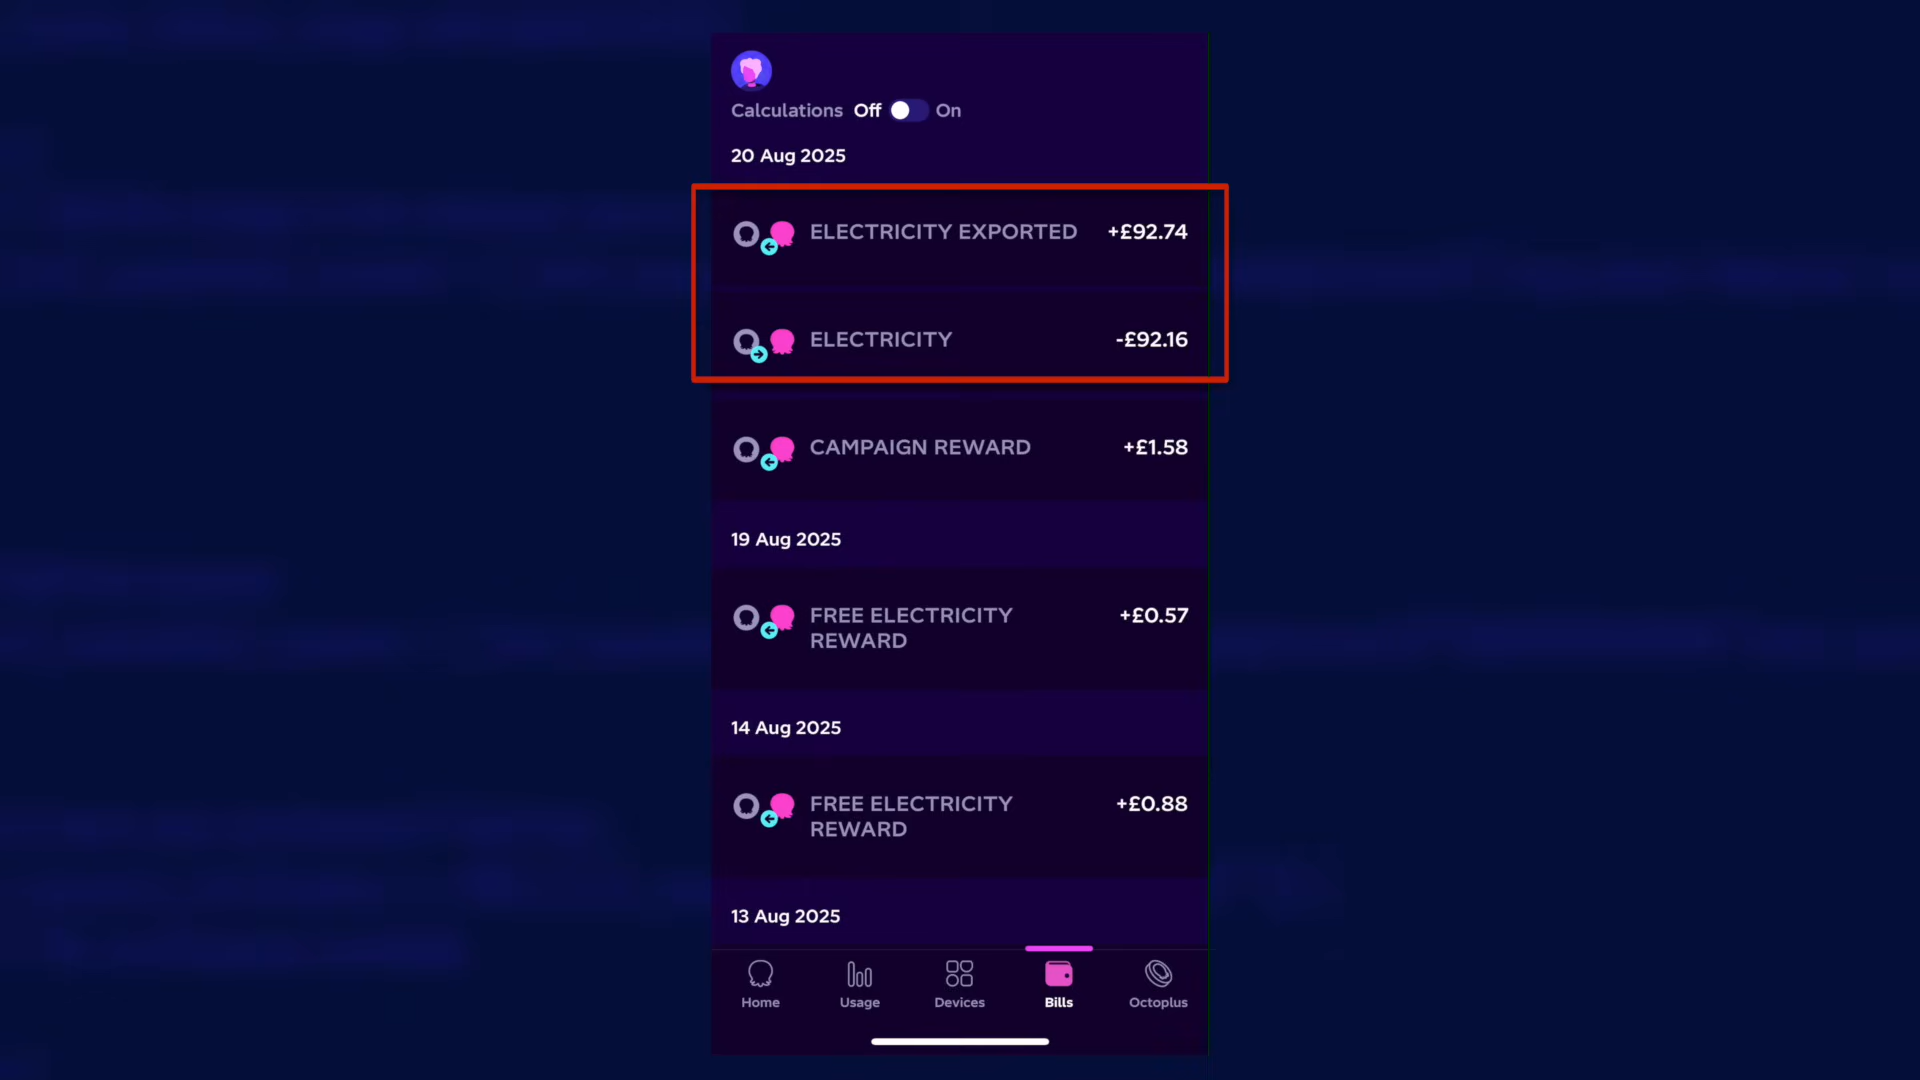 Calculations Off On
20 Aug 2025
ELECTRICITY EXPORTED +£92.74
ELECTRICITY -£92.16
CAMPAIGN REWARD +£1.58
19 Aug 2025
FREE ELECTRICITY REWARD +£0.57
14 Aug 2025
FREE ELECTRICITY REWARD +£0.88
13 Aug 2025
Home Usage Devices Bills Octoplus